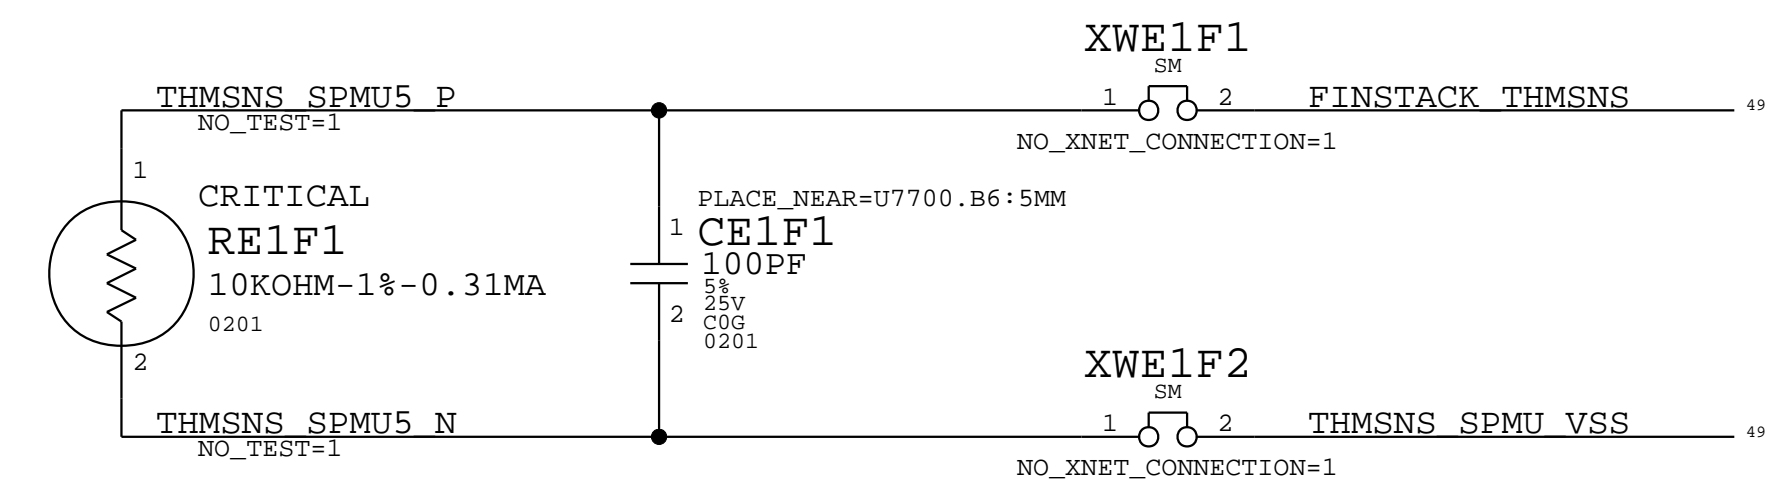 XWE1F1
SM
THMSNS_SPMU5_P
1
2
FINSTACK_THMSNS
49
NO_TEST=1
NO_XNET_CONNECTION=1
1
CRITICAL
PLACE_NEAR=U7700.B6:5MM
RE1F1
1
CE1F1
10KOHM-1%-0.31MA
100PF
5%
25V
0201
2
C0G
0201
2
XWE1F2
SM
THMSNS_SPMU5_N
1
2
THMSNS_SPMU_VSS
49
NO_TEST=1
NO_XNET_CONNECTION=1